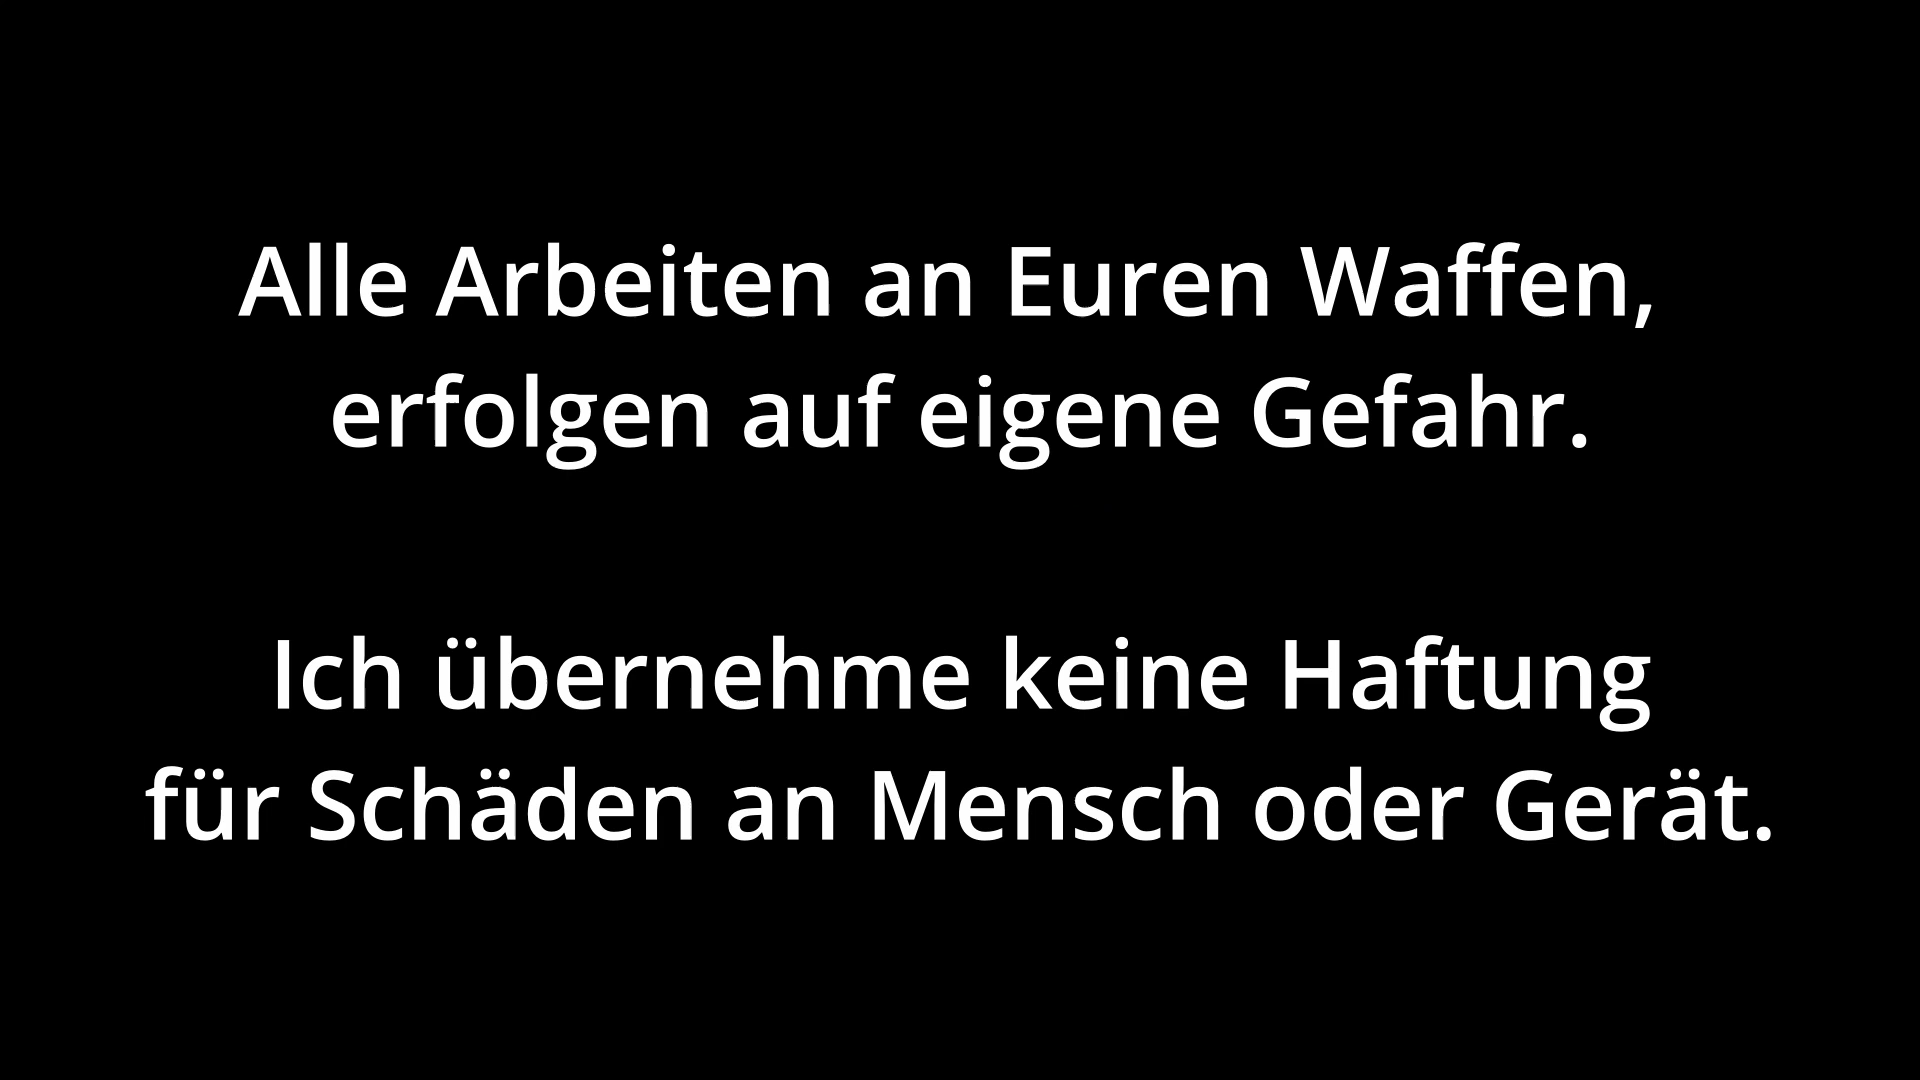 Alle Arbeiten an Euren Waffen,
erfolgen auf eigene Gefahr.
Ich übernehme keine Haftung
für Schäden an Mensch oder Gerät.